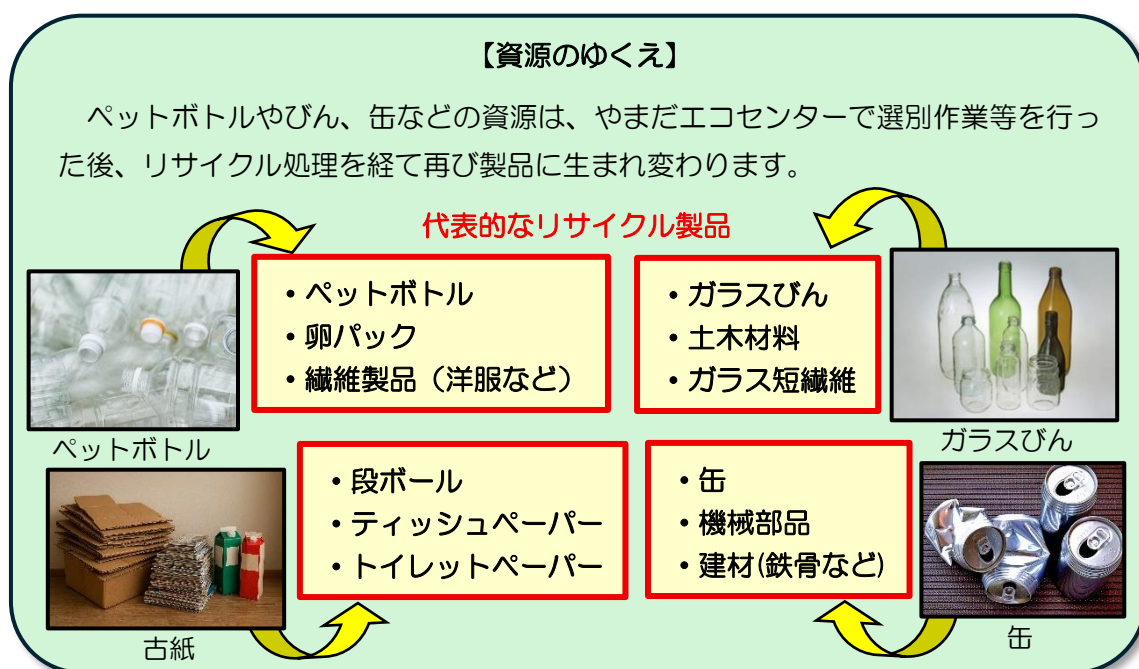 【資源のゆくえ】
ペットボトルやびん、缶などの資源は、やまだエコセンターで選別作業等を行っ
た後、リサイクル処理を経て再び製品に生まれ変わります。
代表的なリサイクル製品
・ペットボトル
・卵パック
・繊維製品（洋服など）
ペットボトル
・ガラスびん
・土木材料
・ガラス短繊維
ガラスびん
・段ボール
・ティッシュペーパー
・トイレットペーパー
古紙
・缶
・機械部品
・建材(鉄骨など)
缶